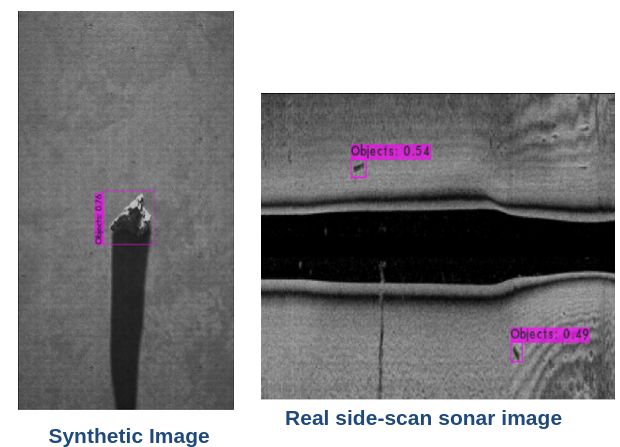 Objects: 0.76
Objects: 0.54
Objects: 0.49
Synthetic Image
Real side-scan sonar image